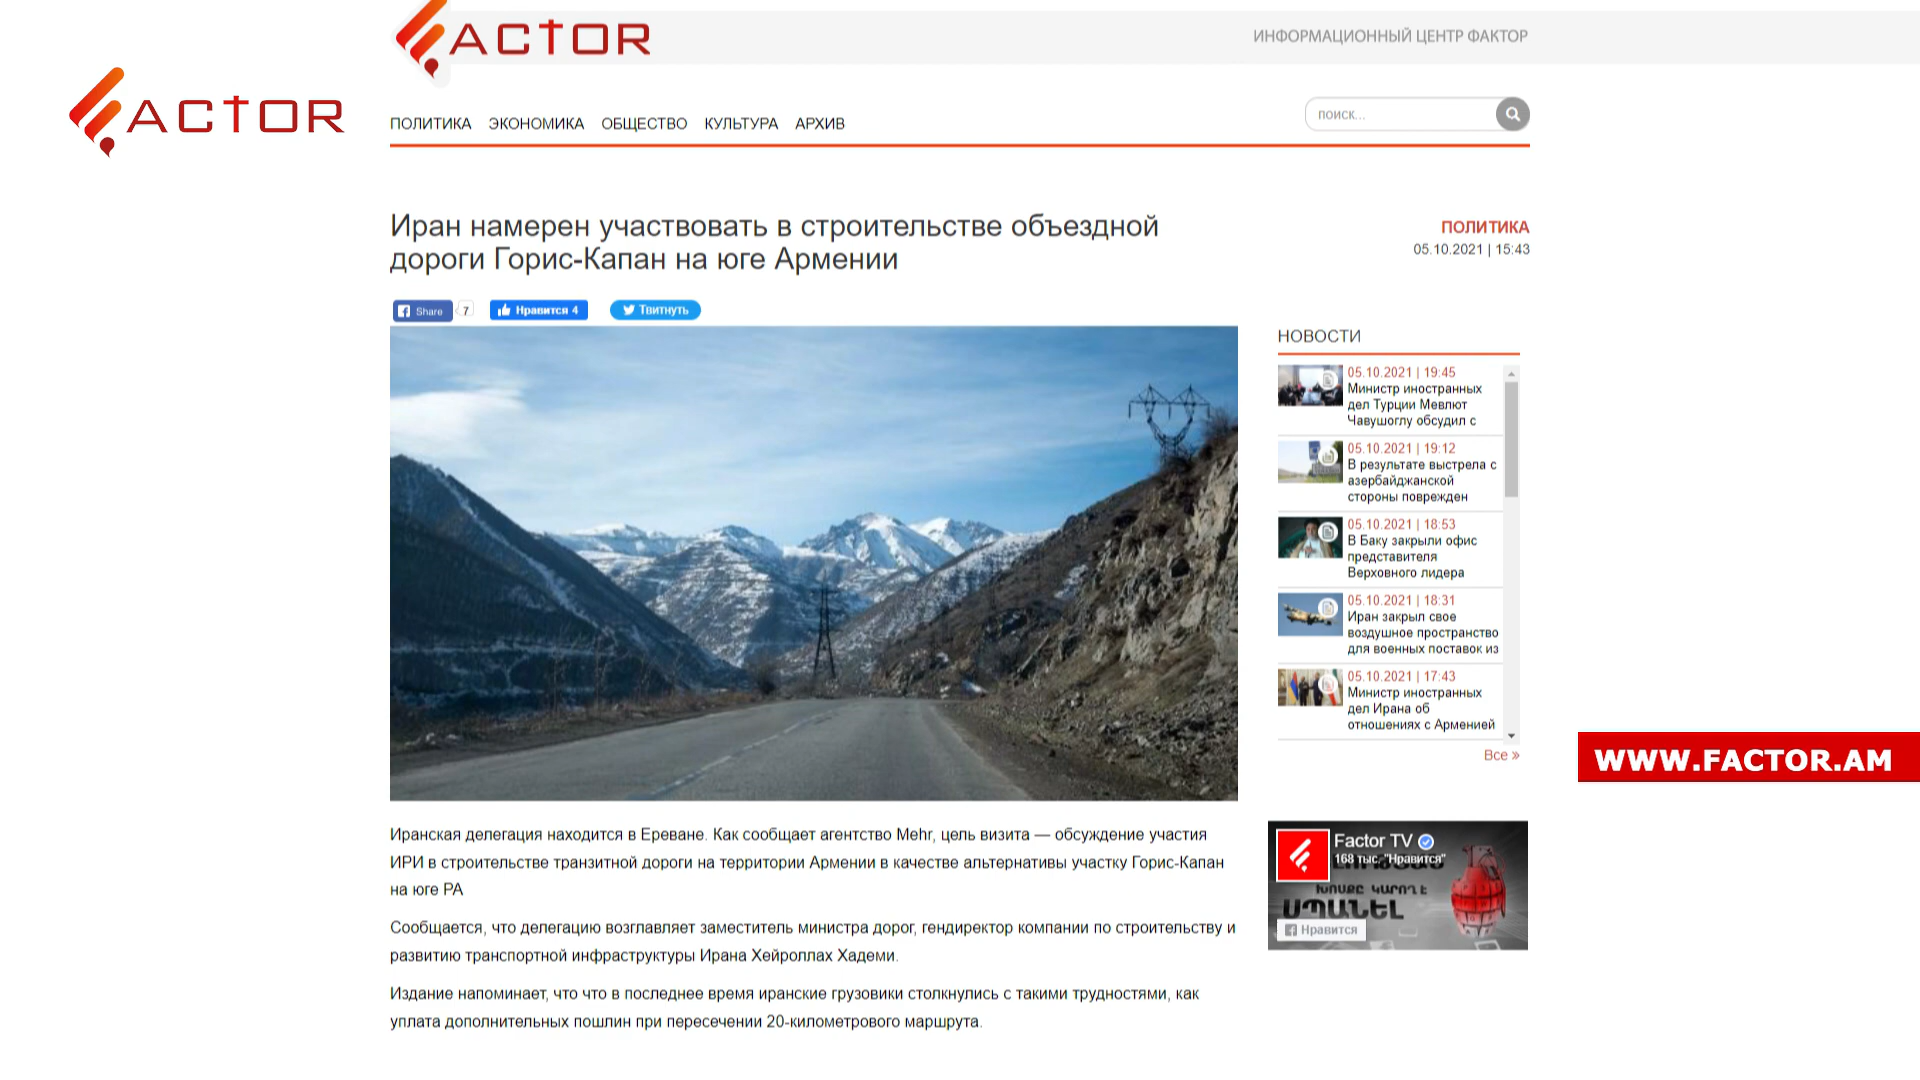 ACTOR
ИНФОРМАЦИОННЫЙ ЦЕНТР ФАКТОР
ACTOR
ПОЛИТИКА ЭКОНОМИКА ОБЩЕСТВО КУЛЬТУРА АРХИВ
поиск...
Иран намерен участвовать в строительстве объездной
дороги Горис-Капан на юге Армении
ПОЛИТИКА
05.10.2021 | 15:43
Share 7 Нравится 4 Твитнуть
НОВОСТИ
05.10.2021 | 19:45
Министр иностранных
дел Турции Мевлют
Чавушоглу обсудил с
05.10.2021 | 19:12
В результате выстрела с
азербайджанской
стороны поврежден
05.10.2021 | 18:53
В Баку закрыли офис
представителя
Верховного лидера
05.10.2021 | 18:31
Иран закрыл свое
воздушное пространство
для военных поставок из
05.10.2021 | 17:43
Министр иностранных
дел Ирана об
отношениях с Арменией
Все »
WWW.FACTOR.AM
Factor TV
168 тыс. "Нравится"
ԽՈՍՔԸ ԿԱՐՈՂ Է
ՍՊԱՆԵԼ
Нравится
Иранская делегация находится в Ереване. Как сообщает агентство Mehr, цель визита — обсуждение участия
ИРИ в строительстве транзитной дороги на территории Армении в качестве альтернативы участку Горис-Капан
на юге РА
Сообщается, что делегацию возглавляет заместитель министра дорог, гендиректор компании по строительству и
развитию транспортной инфраструктуры Ирана Хейроллах Хадеми.
Издание напоминает, что что в последнее время иранские грузовики столкнулись с такими трудностями, как
уплата дополнительных пошлин при пересечении 20-километрового маршрута.